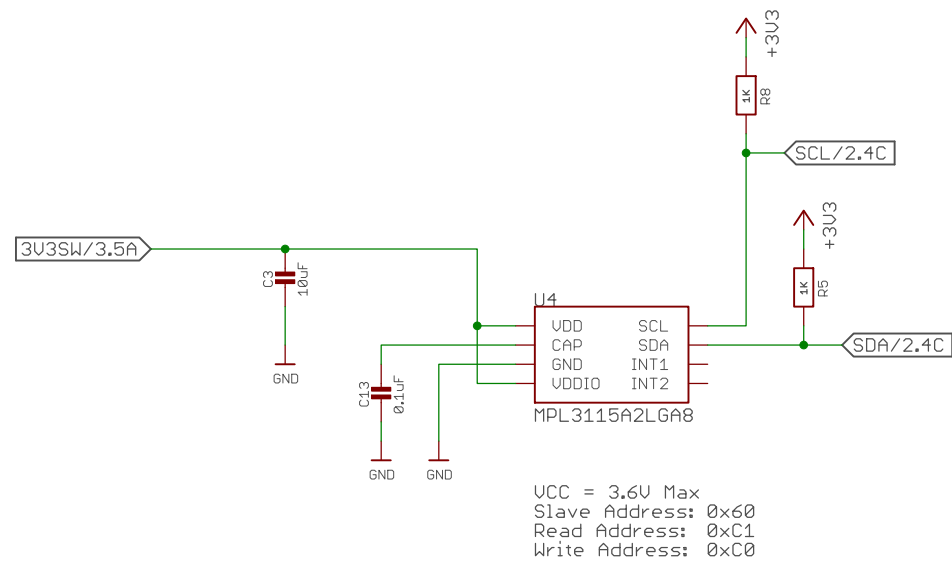 +3V3
1K
R8
SCL/2.4C
+3V3
1K
R5
3V3SW/3.5A
C3
10uF
GND
U4
VDD
CAP
GND
VDDIO
SCL
SDA
INT1
INT2
MPL3115A2LGA8
SDA/2.4C
C13
0.1uF
GND
GND
VCC = 3.6V Max
Slave Address: 0x60
Read Address: 0xC1
Write Address: 0xC0